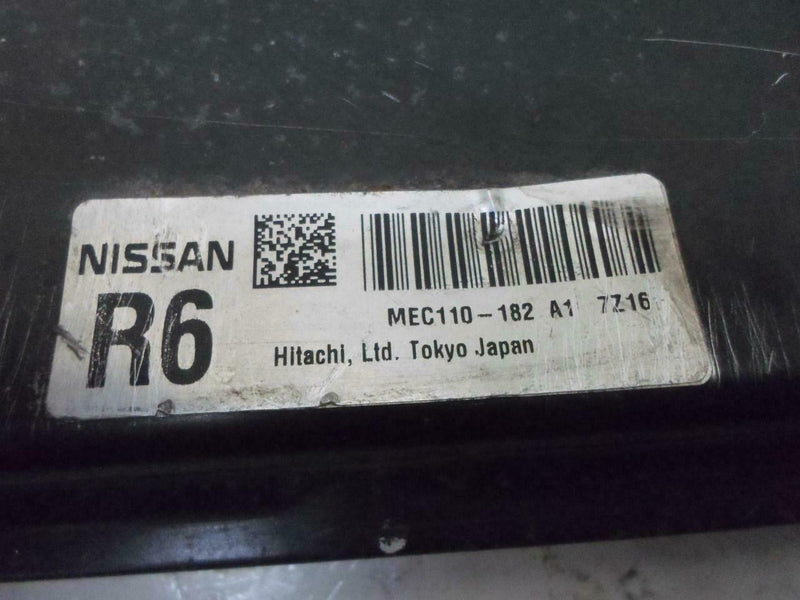 NISSAN
R6
MEC110-182 A1 7Z16
Hitachi, Ltd. Tokyo Japan